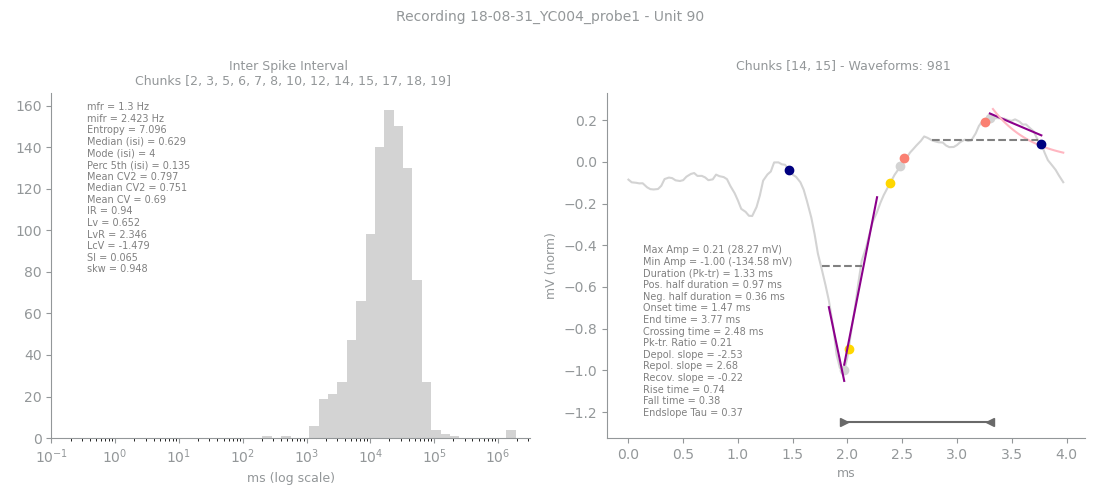 Recording 18-08-31_YC004_probe1 - Unit 90
Inter Spike Interval
Chunks [2, 3, 5, 6, 7, 8, 10, 12, 14, 15, 17, 18, 19]
160
140
120
100
80
60
40
20
0
mfr = 1.3 Hz
mifr = 2.423 Hz
Entropy = 7.096
Median (isi) = 0.629
Mode (isi) = 4
Perc 5th (isi) = 0.135
Mean CV2 = 0.797
Median CV2 = 0.751
Mean CV = 0.69
IR = 0.94
Lv = 0.652
LvR = 2.346
LcV = -1.479
SI = 0.065
skw = 0.948
10⁻¹ 10⁰ 10¹ 10² 10³ 10⁴ 10⁵ 10⁶
ms (log scale)
Chunks [14, 15] - Waveforms: 981
mV (norm)
0.2
0.0
−0.2
−0.4
−0.6
−0.8
−1.0
−1.2
Max Amp = 0.21 (28.27 mV)
Min Amp = -1.00 (-134.58 mV)
Duration (Pk-tr) = 1.33 ms
Pos. half duration = 0.97 ms
Neg. half duration = 0.36 ms
Onset time = 1.47 ms
End time = 3.77 ms
Crossing time = 2.48 ms
Pk-tr. Ratio = 0.21
Depol. slope = -2.53
Repol. slope = 2.68
Recov. slope = -0.22
Rise time = 0.74
Fall time = 0.38
Endslope Tau = 0.37
0.0 0.5 1.0 1.5 2.0 2.5 3.0 3.5 4.0
ms